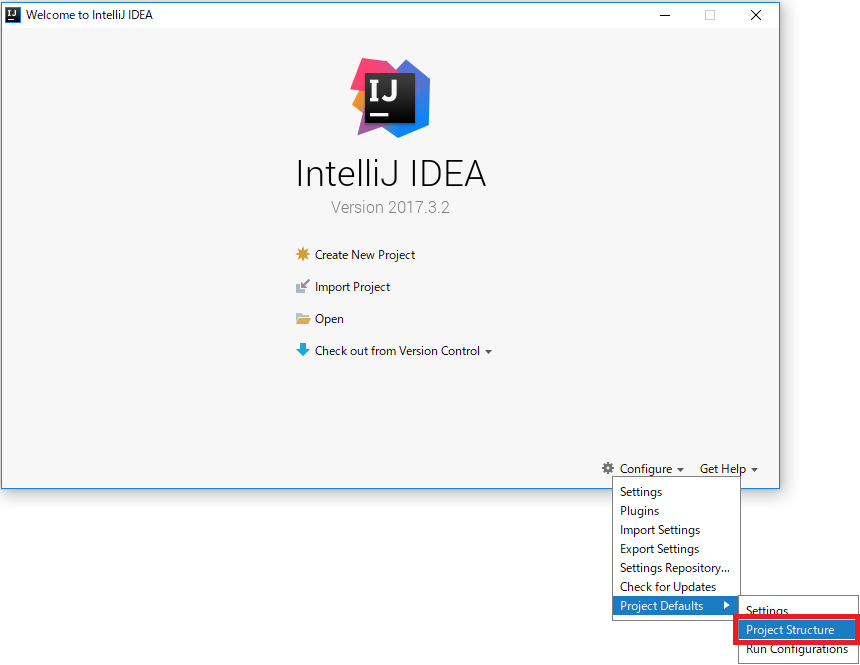 Welcome to IntelliJ IDEA
IJ
IntelliJ IDEA
Version 2017.3.2
Create New Project
Import Project
Open
Check out from Version Control
Configure
Get Help
Settings
Plugins
Import Settings
Export Settings
Settings Repository...
Check for Updates
Project Defaults
Settings
Project Structure
Run Configurations